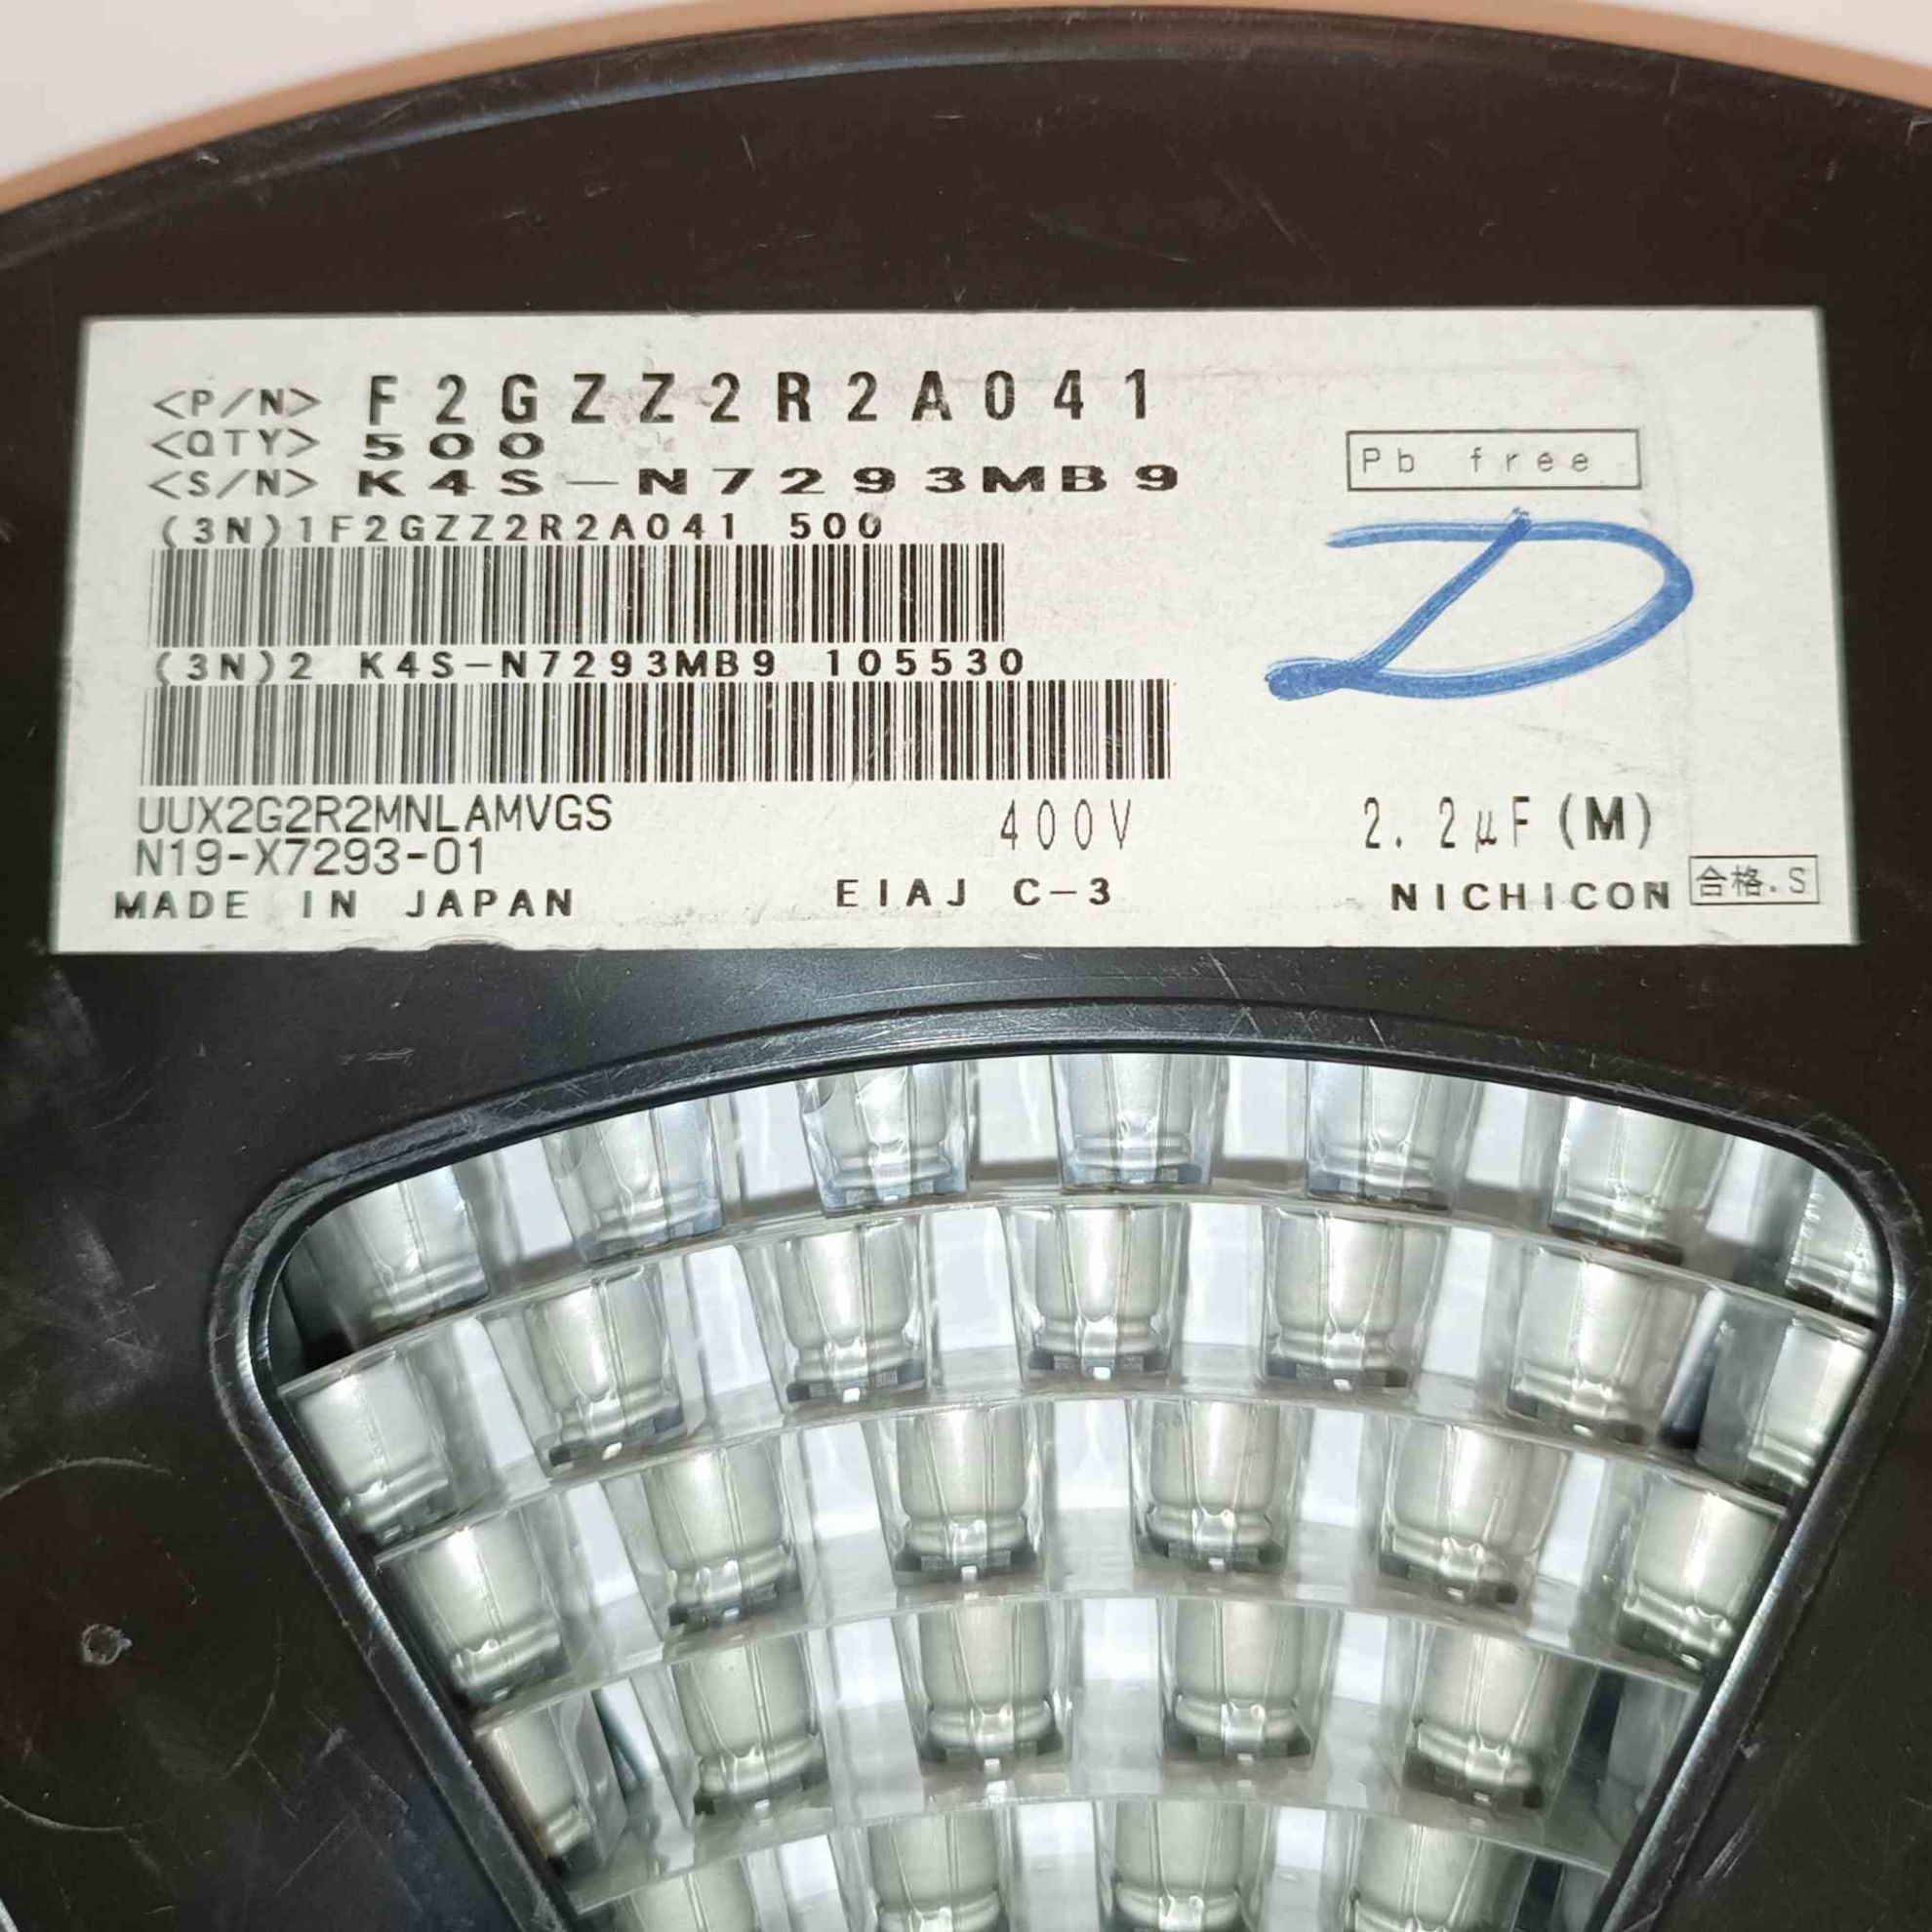 <P/N> F2GZZ2R2A041
<QTY> 500
<S/N> K4S-N7293MB9
Pb free
(3N)1F2GZZ2R2A041 500
D
(3N)2 K4S-N7293MB9 105530
UUX2G2R2MNLAMVGS 400V 2.2μF(M)
N19-X7293-01
MADE IN JAPAN EIAJ C-3 NICHICON 合格.S